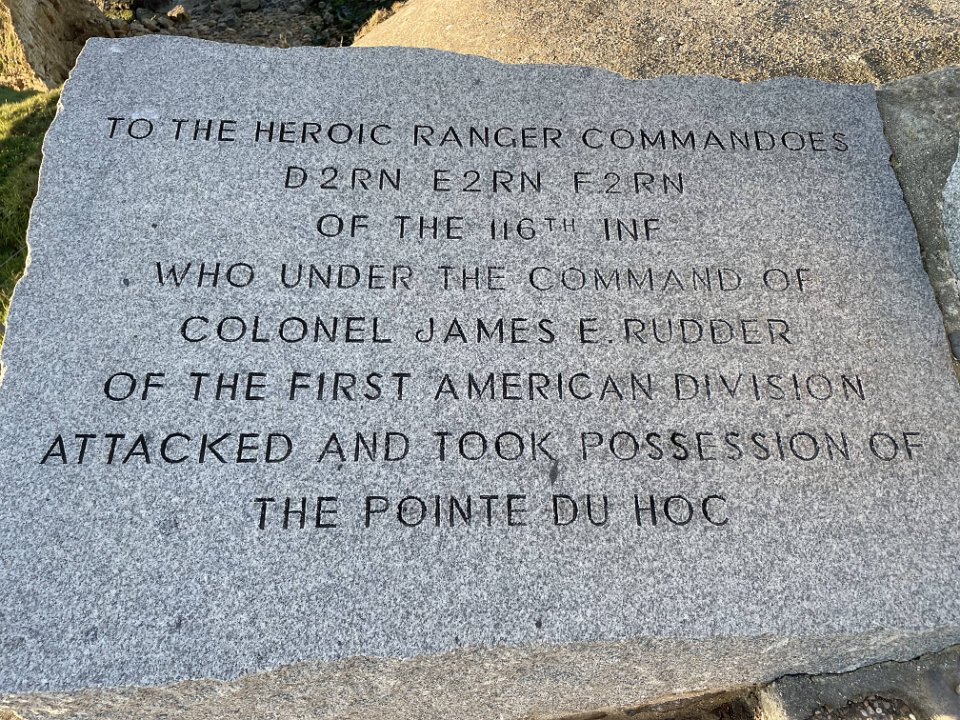 TO THE HEROIC RANGER COMMANDOES
D2RN E2RN F2RN
OF THE 116TH INF
WHO UNDER THE COMMAND OF
COLONEL JAMES E. RUDDER
OF THE FIRST AMERICAN DIVISION
ATTACKED AND TOOK POSSESSION OF
THE POINTE DU HOC